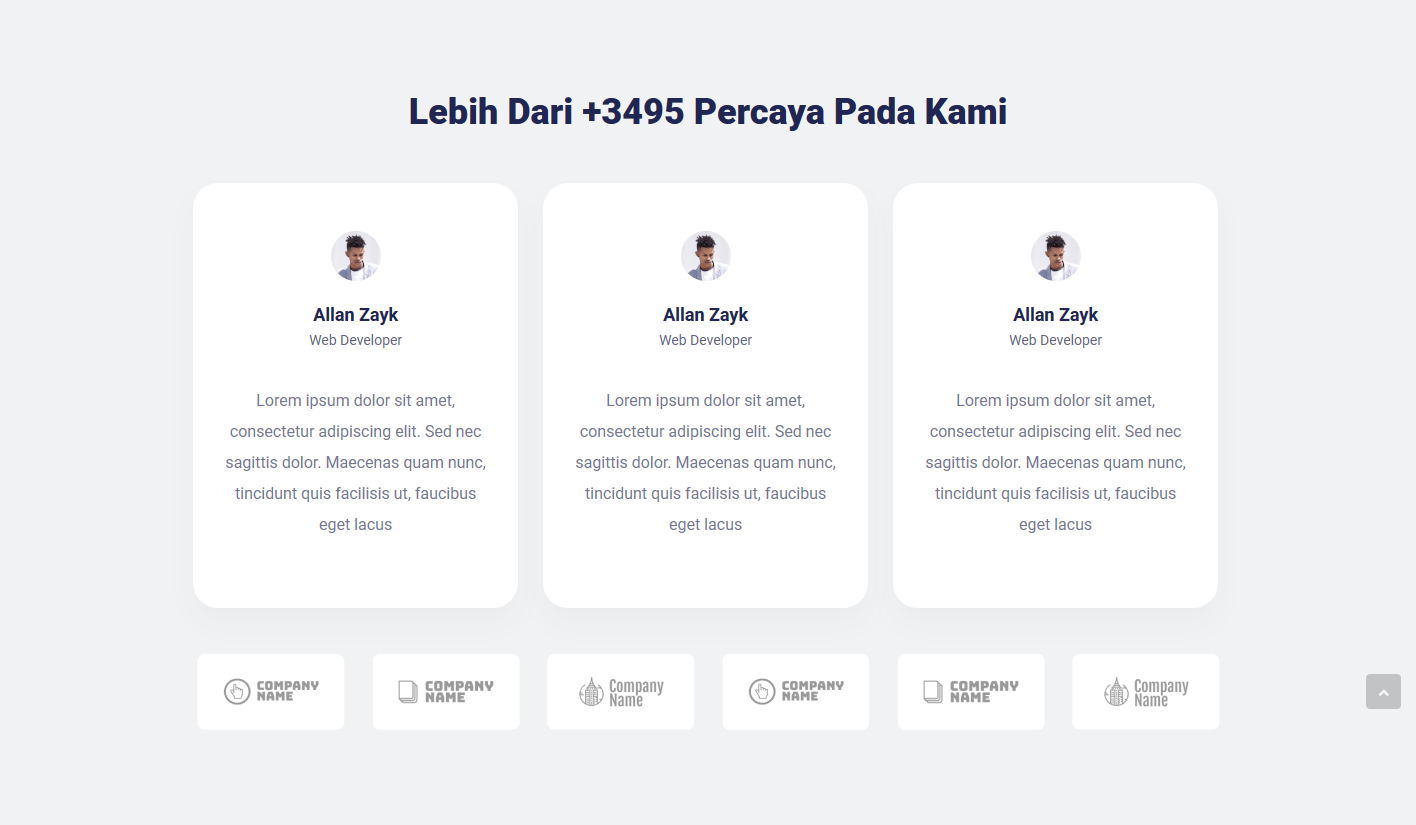 Lebih Dari +3495 Percaya Pada Kami
Allan Zayk
Web Developer
Lorem ipsum dolor sit amet,
consectetur adipiscing elit. Sed nec
sagittis dolor. Maecenas quam nunc,
tincidunt quis facilisis ut, faucibus
eget lacus
Allan Zayk
Web Developer
Lorem ipsum dolor sit amet,
consectetur adipiscing elit. Sed nec
sagittis dolor. Maecenas quam nunc,
tincidunt quis facilisis ut, faucibus
eget lacus
Allan Zayk
Web Developer
Lorem ipsum dolor sit amet,
consectetur adipiscing elit. Sed nec
sagittis dolor. Maecenas quam nunc,
tincidunt quis facilisis ut, faucibus
eget lacus
COMPANY
NAME
COMPANY
NAME
Company
Name
COMPANY
NAME
COMPANY
NAME
Company
Name